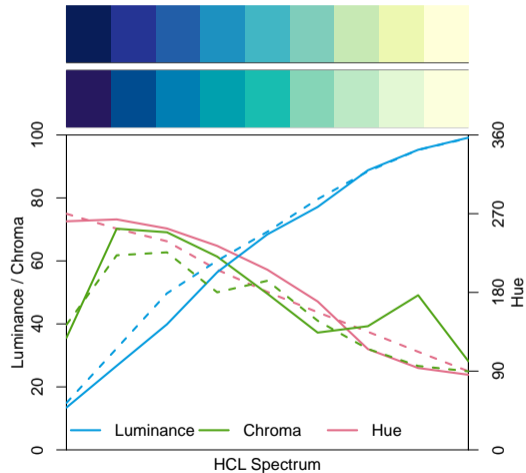 100
80
60
40
20
0
Luminance / Chroma
360
270
180
90
0
Hue
Luminance
Chroma
Hue
HCL Spectrum